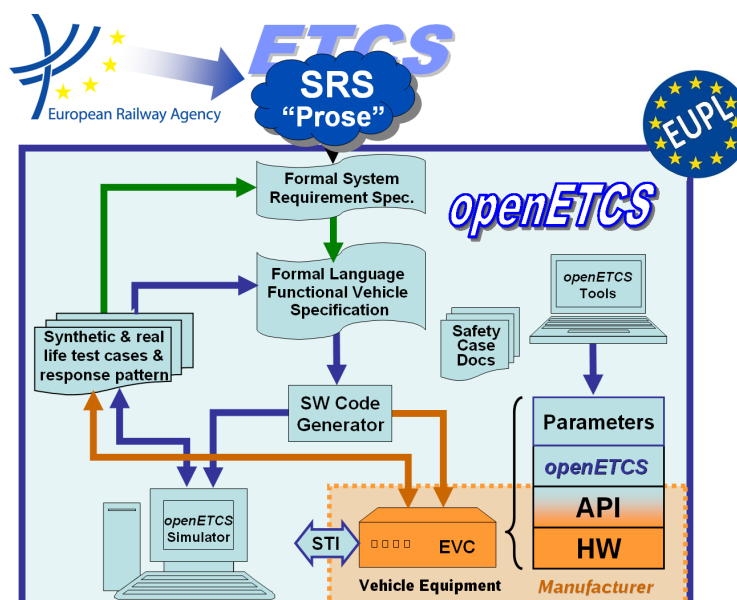 ETCS
European Railway Agency
SRS
“Prose”
EUPL
Formal System
Requirement Spec.
openETCS
Formal Language
Functional Vehicle
Specification
openETCS
Tools
Synthetic & real
life test cases &
response pattern
Safety
Case
Docs
SW Code
Generator
Parameters
openETCS
API
HW
openETCS
Simulator
STI
EVC
Vehicle Equipment
Manufacturer